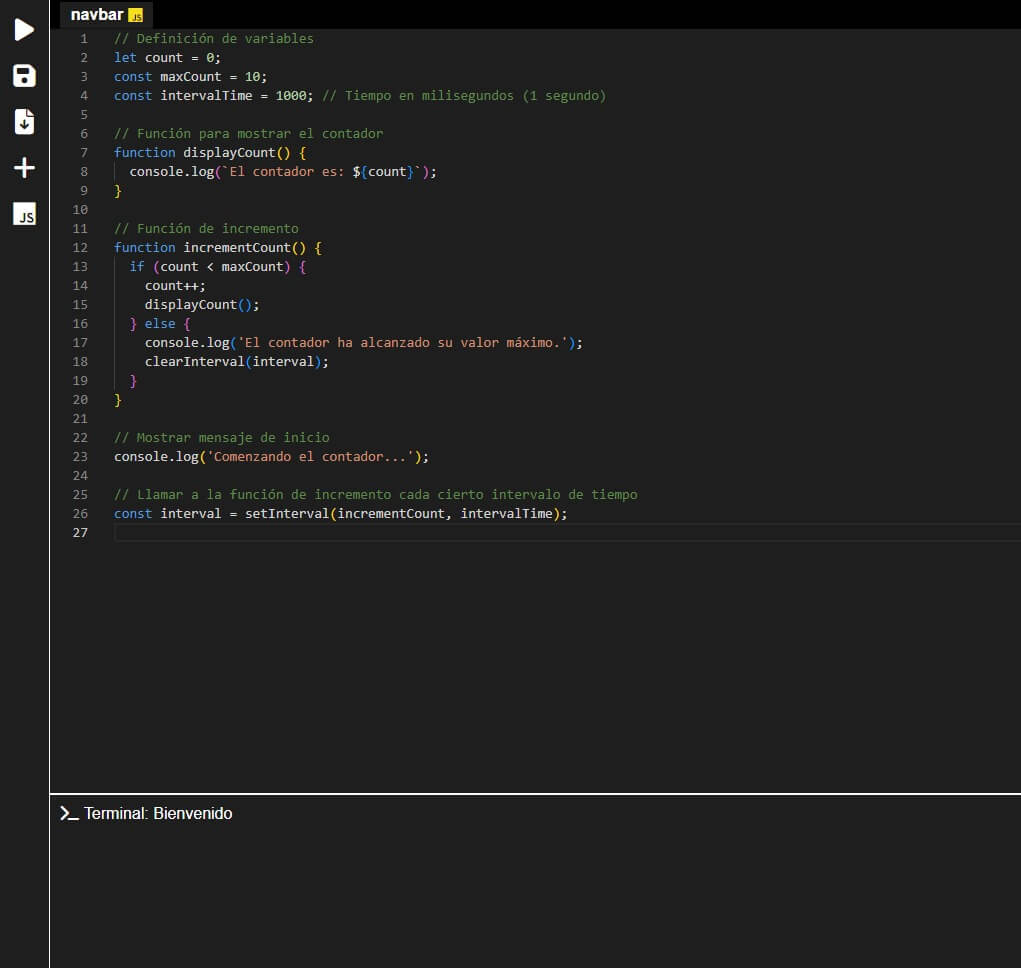 navbar JS
1 // Definición de variables
2 let count = 0;
3 const maxCount = 10;
4 const intervalTime = 1000; // Tiempo en milisegundos (1 segundo)
5
6 // Función para mostrar el contador
7 function displayCount() {
8   console.log(`El contador es: ${count}`);
9 }
10
11 // Función de incremento
12 function incrementCount() {
13   if (count < maxCount) {
14     count++;
15     displayCount();
16   } else {
17     console.log('El contador ha alcanzado su valor máximo.');
18     clearInterval(interval);
19   }
20 }
21
22 // Mostrar mensaje de inicio
23 console.log('Comenzando el contador...');
24
25 // Llamar a la función de incremento cada cierto intervalo de tiempo
26 const interval = setInterval(incrementCount, intervalTime);
27
JS
Terminal: Bienvenido